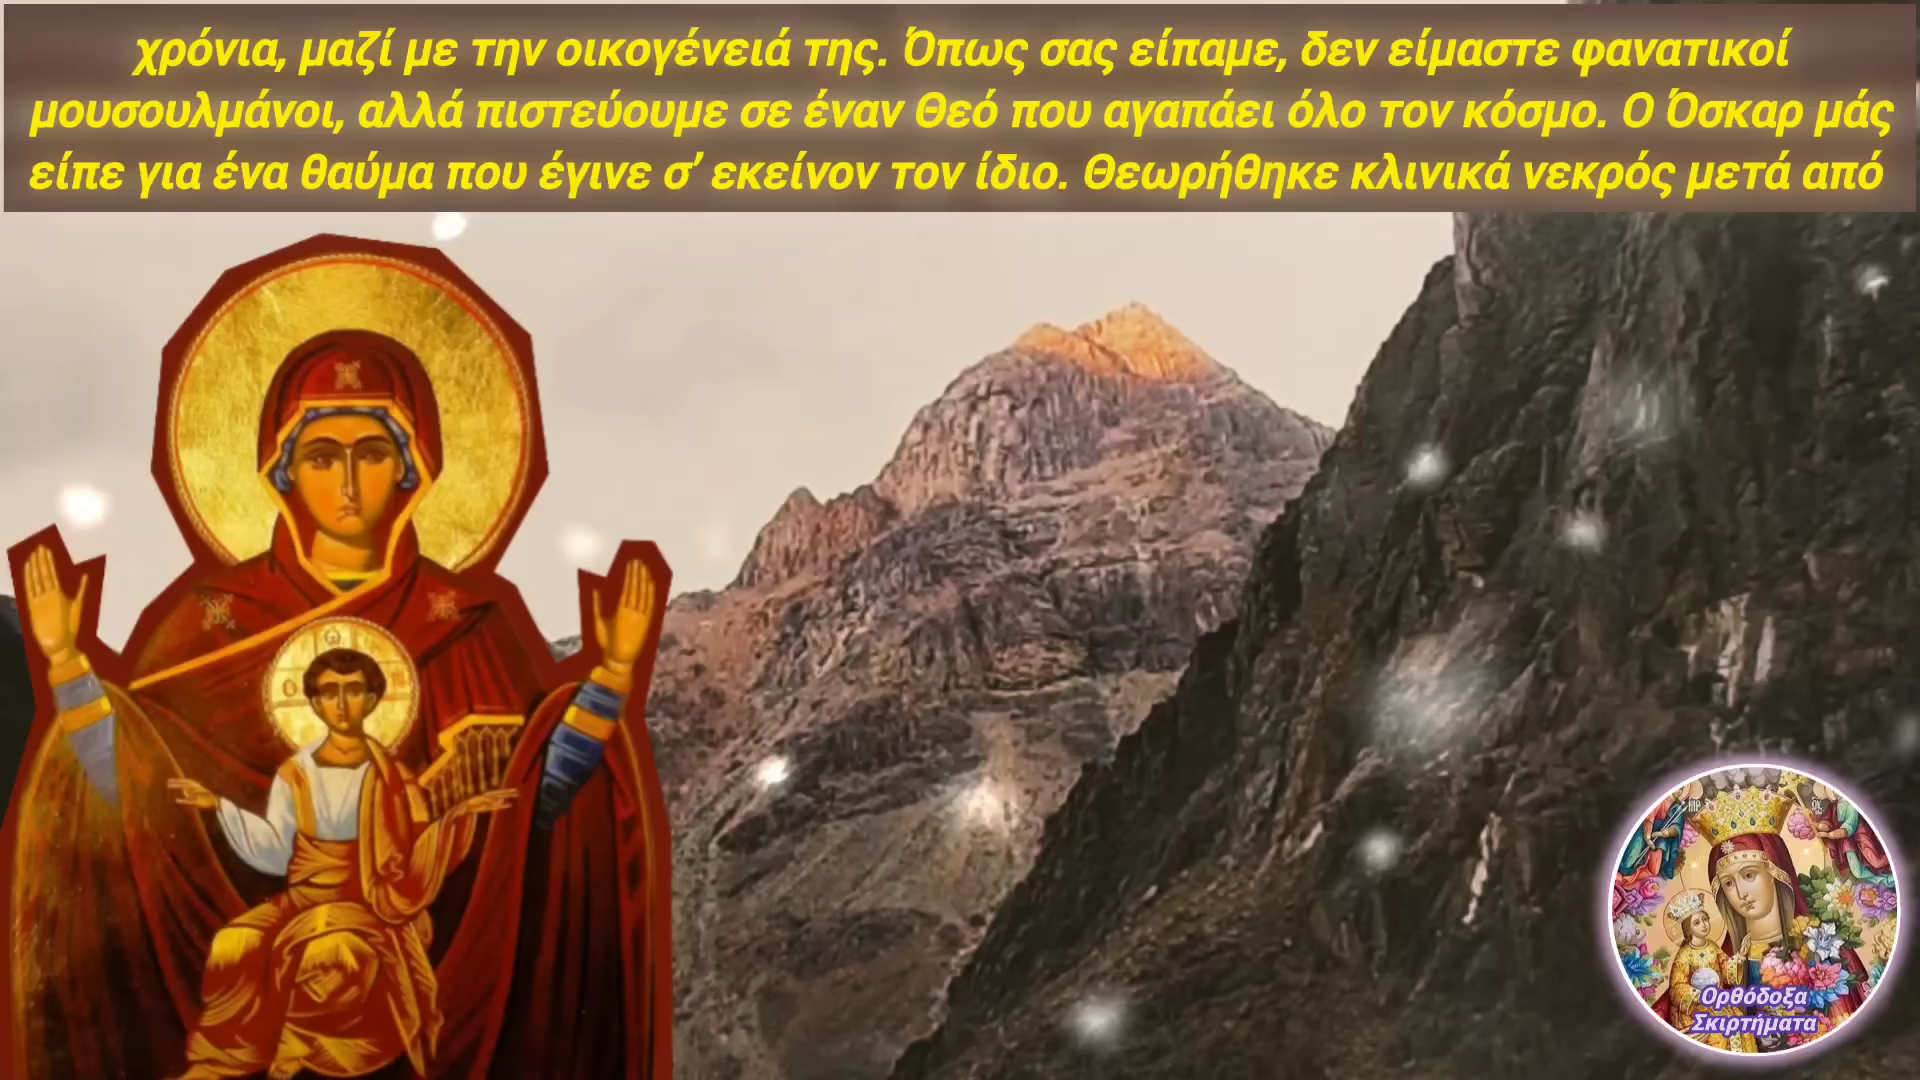 χρόνια, μαζί με την οικογένειά της. Όπως σας είπαμε, δεν είμαστε φανατικοί
μουσουλμάνοι, αλλά πιστεύουμε σε έναν Θεό που αγαπάει όλο τον κόσμο. Ο Όσκαρ μάς
είπε για ένα θαύμα που έγινε σ’ εκείνον τον ίδιο. Θεωρήθηκε κλινικά νεκρός μετά από
Ορθόδοξα
Σκιρτήματα